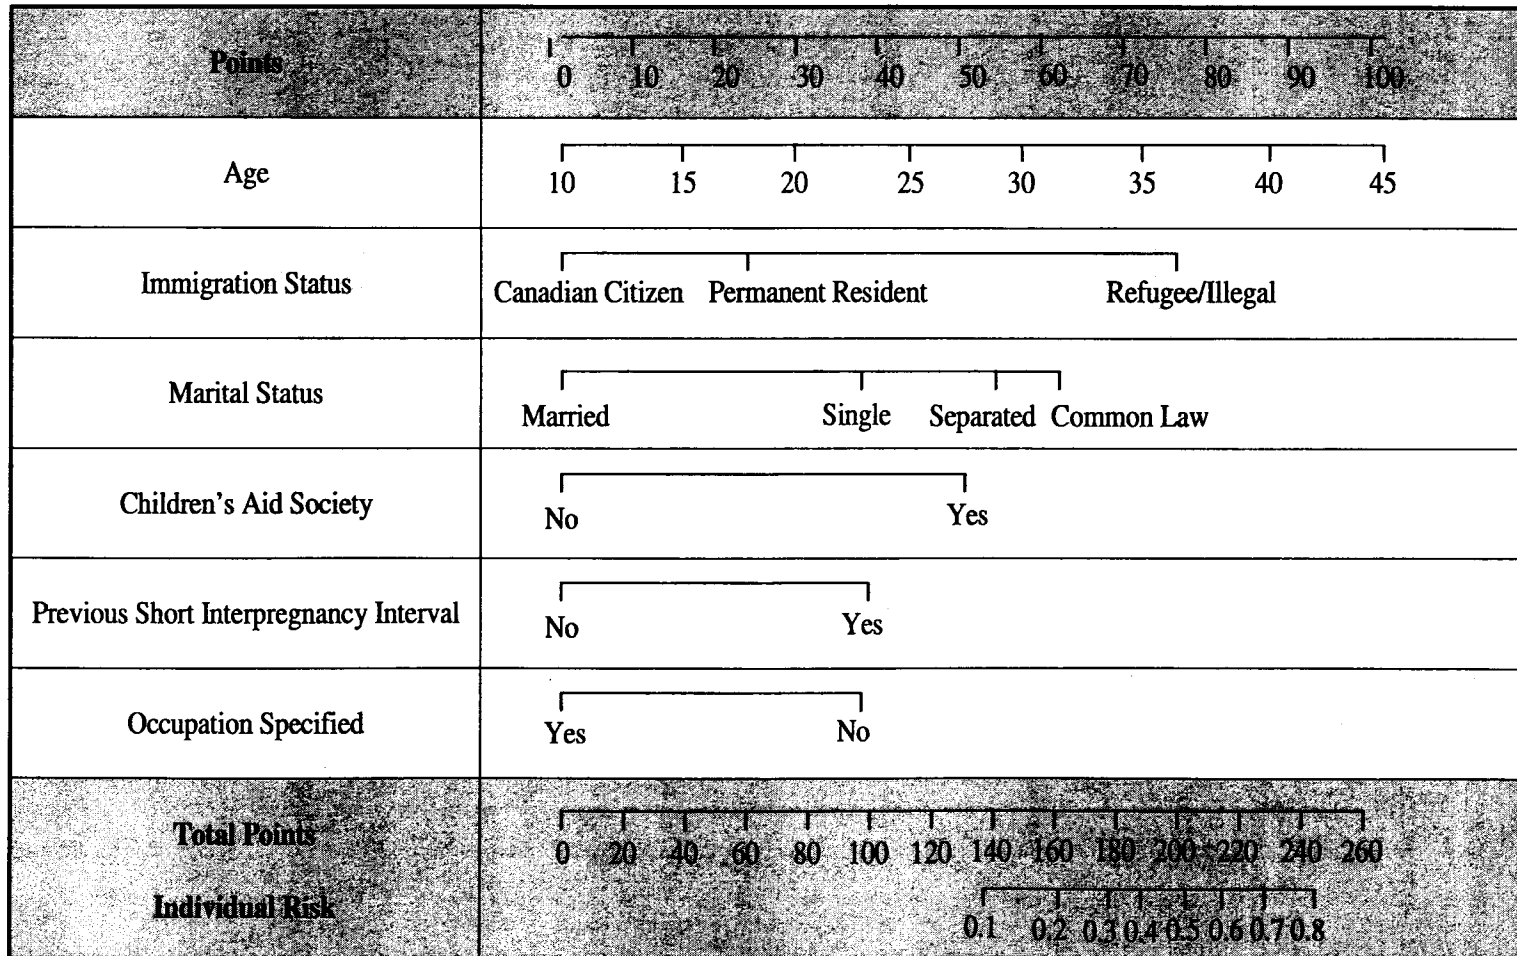 Points
0 10 20 30 40 50 60 70 80 90 100
Age
10 15 20 25 30 35 40 45
Immigration Status
Canadian Citizen Permanent Resident Refugee/Illegal
Marital Status
Married Single Separated Common Law
Children's Aid Society
No Yes
Previous Short Interpregnancy Interval
No Yes
Occupation Specified
Yes No
Total Points
0 20 40 60 80 100 120 140 160 180 200 220 240 260
Individual Risk
0.1 0.2 0.3 0.4 0.5 0.6 0.7 0.8